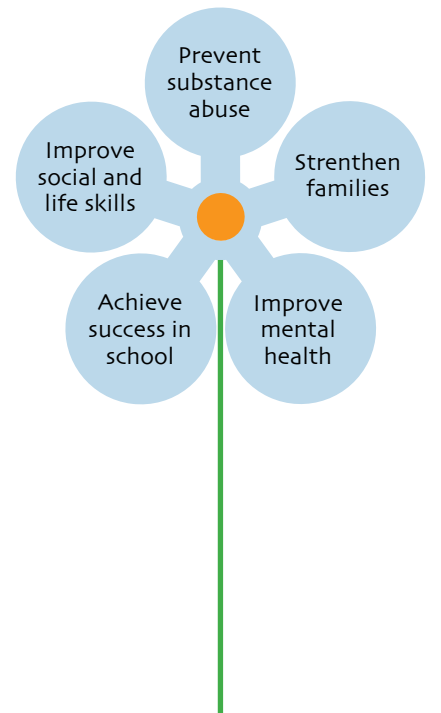 Prevent
substance
abuse
Improve
social and
life skills
Strenthen
families
Achieve
success in
school
Improve
mental
health